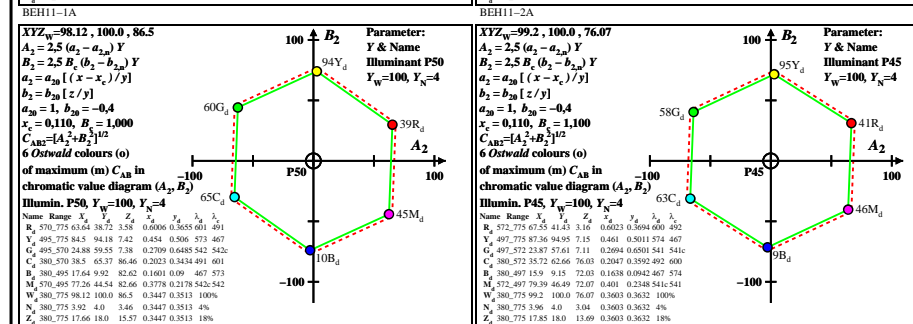 BEH11-1A
XYZW=98.12, 100.0, 86.5
A2 = 2,5 (a2 - a2,n) Y
B2 = 2,5 Bc (b2 - b2,n) Y
a2 = a20 [ ( x - xc ) / y ]
b2 = b20 [ z / y ]
a20 = 1, b20 = -0,4
xc = 0,110, Bc = 1,000
CAB2=[A2^2+B2^2]^1/2
6 Ostwald colours (o)
of maximum (m) CAB in
chromatic value diagram (A2, B2)
Illumin. P50, YW=100, YN=4
Parameter:
Y & Name
Illuminant P50
YW=100, YN=4
B2
A2
100
-100
100
-100
P50
94Yd
60Gd
39Rd
65Cd
45Md
10Bd
Name Range Xd Yd Zd xd yd λd λc
Rd 570_775 63.64 38.72 3.58 0.6006 0.3655 601 491
Yd 495_775 84.5 94.18 7.42 0.454 0.506 573 467
Gd 495_570 24.88 59.55 7.38 0.2709 0.6485 542 542c
Cd 380_570 38.5 65.37 86.46 0.2023 0.3434 491 601
Bd 380_495 17.64 9.92 82.62 0.1601 0.09 467 573
Md 570_495 77.26 44.54 82.66 0.3778 0.2178 542c 542
Wd 380_775 98.12 100.0 86.5 0.3447 0.3513 100%
Nd 380_775 3.92 4.0 3.46 0.3447 0.3513 4%
Zd 380_775 17.66 18.0 15.57 0.3447 0.3513 18%
BEH11-2A
XYZW=99.2, 100.0, 76.07
A2 = 2,5 (a2 - a2,n) Y
B2 = 2,5 Bc (b2 - b2,n) Y
a2 = a20 [ ( x - xc ) / y ]
b2 = b20 [ z / y ]
a20 = 1, b20 = -0,4
xc = 0,110, Bc = 1,100
CAB2=[A2^2+B2^2]^1/2
6 Ostwald colours (o)
of maximum (m) CAB in
chromatic value diagram (A2, B2)
Illumin. P45, YW=100, YN=4
Parameter:
Y & Name
Illuminant P45
YW=100, YN=4
B2
A2
100
-100
100
-100
P45
95Yd
58Gd
41Rd
63Cd
46Md
9Bd
Name Range Xd Yd Zd xd yd λd λc
Rd 572_775 67.55 41.43 3.16 0.6023 0.3694 600 492
Yd 497_775 87.36 94.95 7.15 0.461 0.5011 574 467
Gd 497_572 23.87 57.61 7.11 0.2694 0.6501 541 541c
Cd 380_572 35.72 62.66 76.03 0.2047 0.3592 492 600
Bd 380_497 15.9 9.15 72.03 0.1638 0.0942 467 574
Md 572_497 79.39 46.49 72.07 0.401 0.2348 541c 541
Wd 380_775 99.2 100.0 76.07 0.3603 0.3632 100%
Nd 380_775 3.96 4.0 3.04 0.3603 0.3632 4%
Zd 380_775 17.85 18.0 13.69 0.3603 0.3632 18%